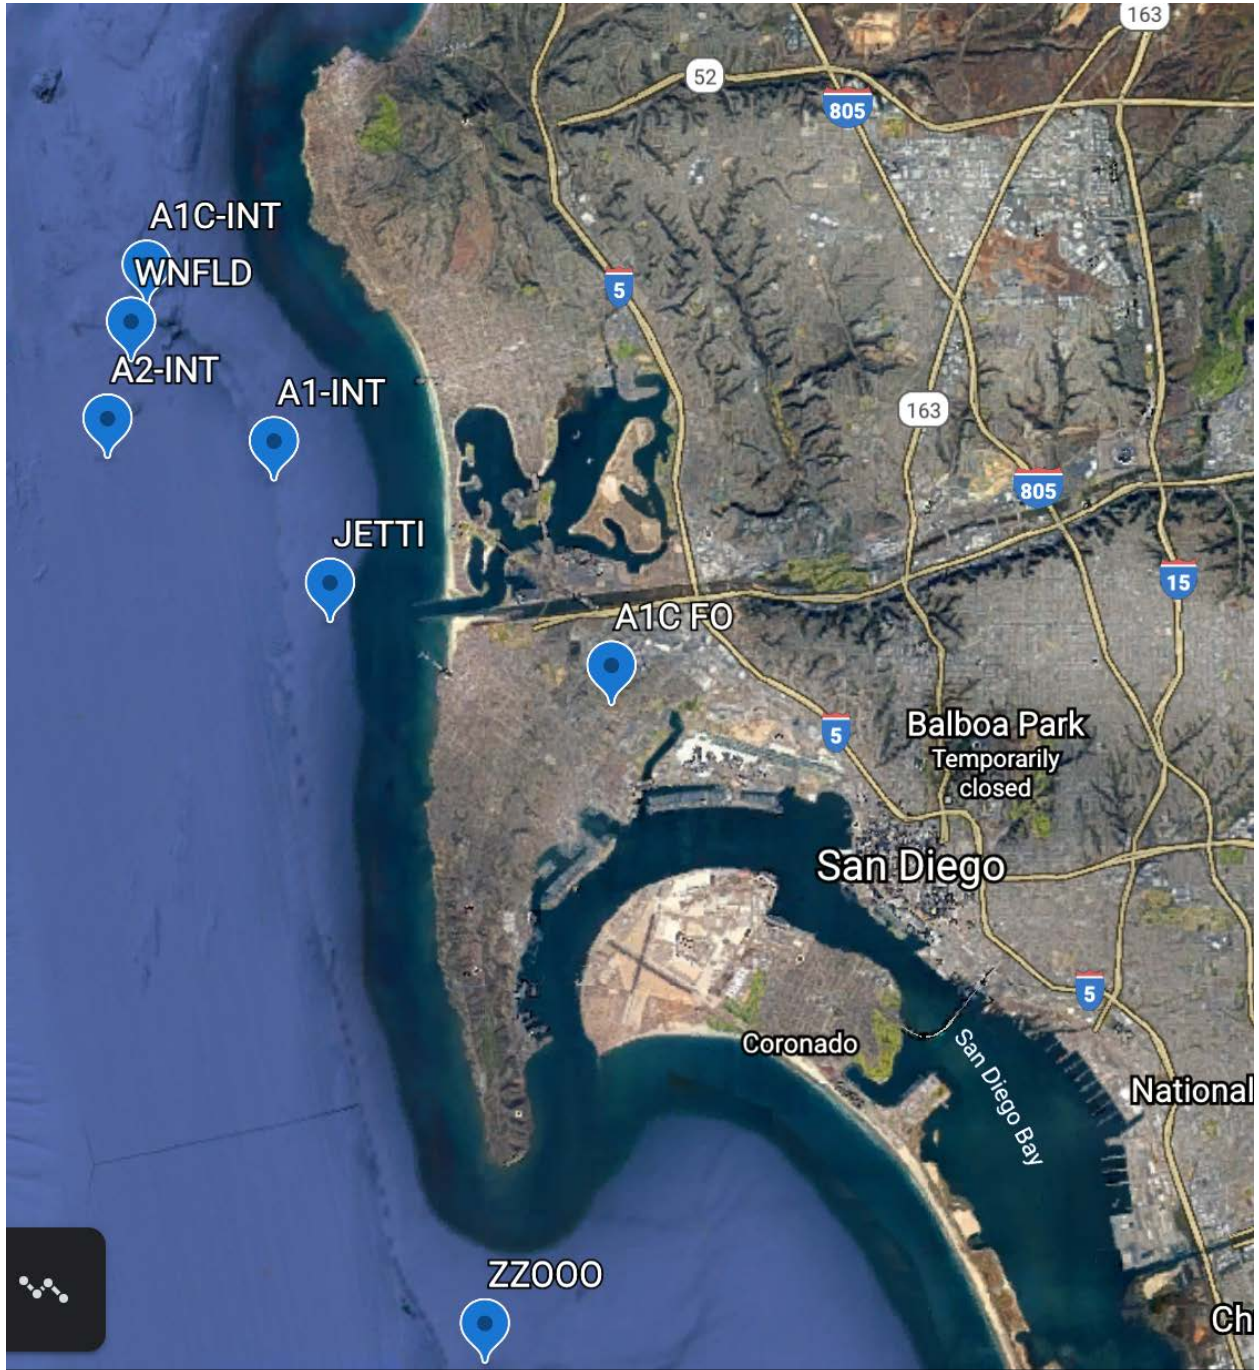 163
52
805
A1C-INT
WNFLD
5
A2-INT
A1-INT
163
805
JETTI
15
A1C FO
5
Balboa Park
Temporarily
closed
San Diego
5
Coronado
San Diego Bay
National
ZZOOO
Ch